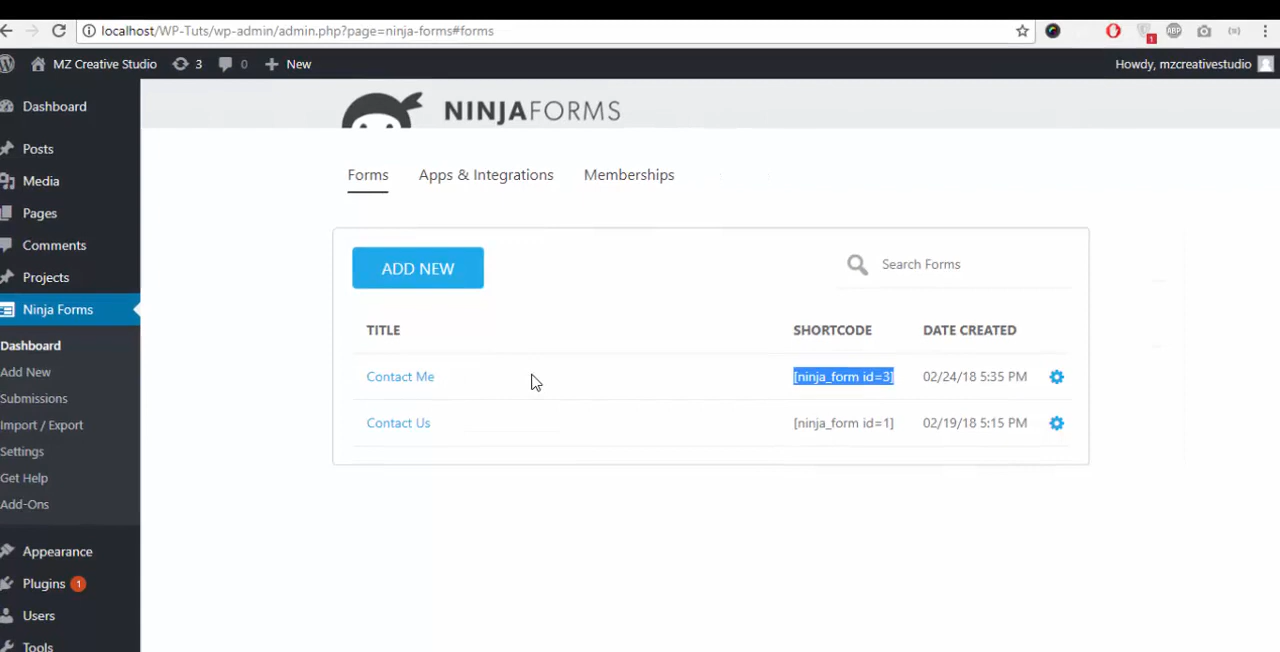 localhost/WP-Tuts/wp-admin/admin.php?page=ninja-forms#forms
ABP
1
MZ Creative Studio 3 0 New
Howdy, mzcreativestudio
Dashboard
Posts
Media
Pages
Comments
Projects
Ninja Forms
Dashboard
Add New
Submissions
Import / Export
Settings
Get Help
Add-Ons
Appearance
Plugins 1
Users
Tools
NINJAFORMS
Forms Apps & Integrations Memberships
ADD NEW
Search Forms
TITLE SHORTCODE DATE CREATED
Contact Me [ninja_form id=3] 02/24/18 5:35 PM
Contact Us [ninja_form id=1] 02/19/18 5:15 PM